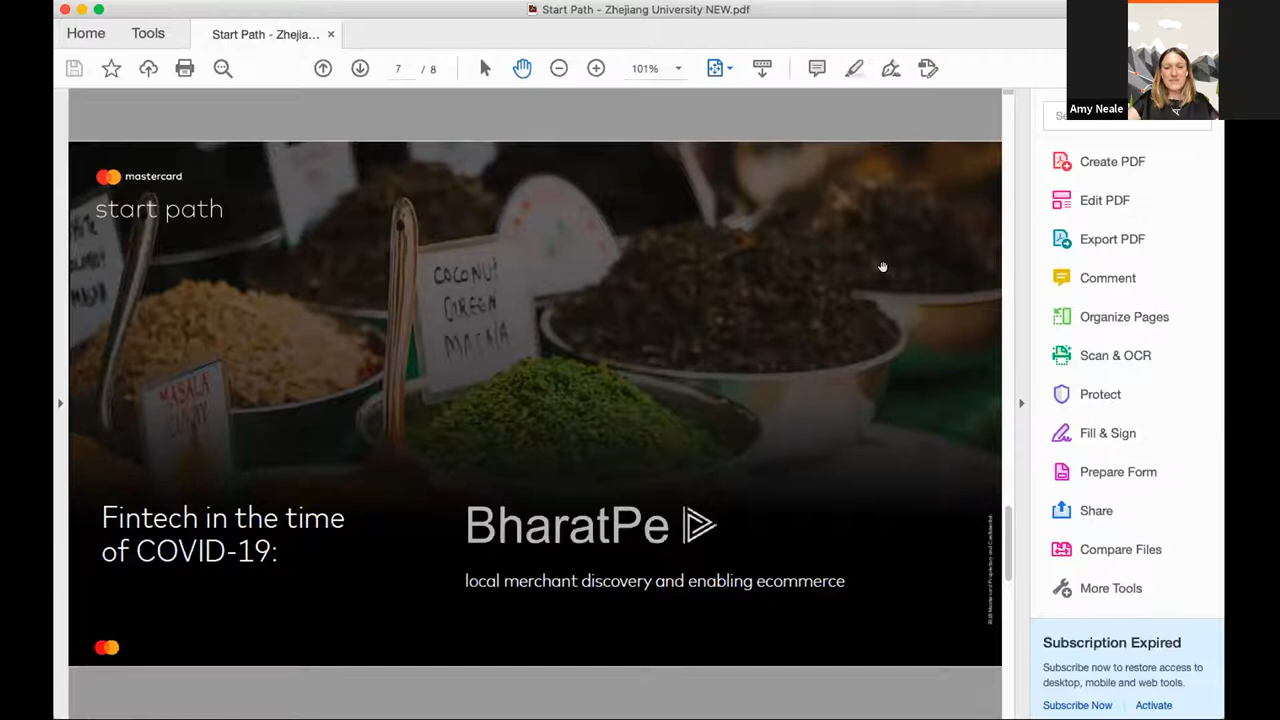 Start Path - Zhejiang University NEW.pdf
Home
Tools
Start Path - Zhejia... ×
7 / 8
101%
Amy Neale
Create PDF
Edit PDF
Export PDF
Comment
Organize Pages
Scan & OCR
Protect
Fill & Sign
Prepare Form
Share
Compare Files
More Tools
Subscription Expired
Subscribe now to restore access to
desktop, mobile and web tools.
Subscribe Now
Activate
mastercard
start path
COCONUT
GREEN
MASALA
MASALA
CURRY
Fintech in the time
of COVID-19:
BharatPe
local merchant discovery and enabling ecommerce